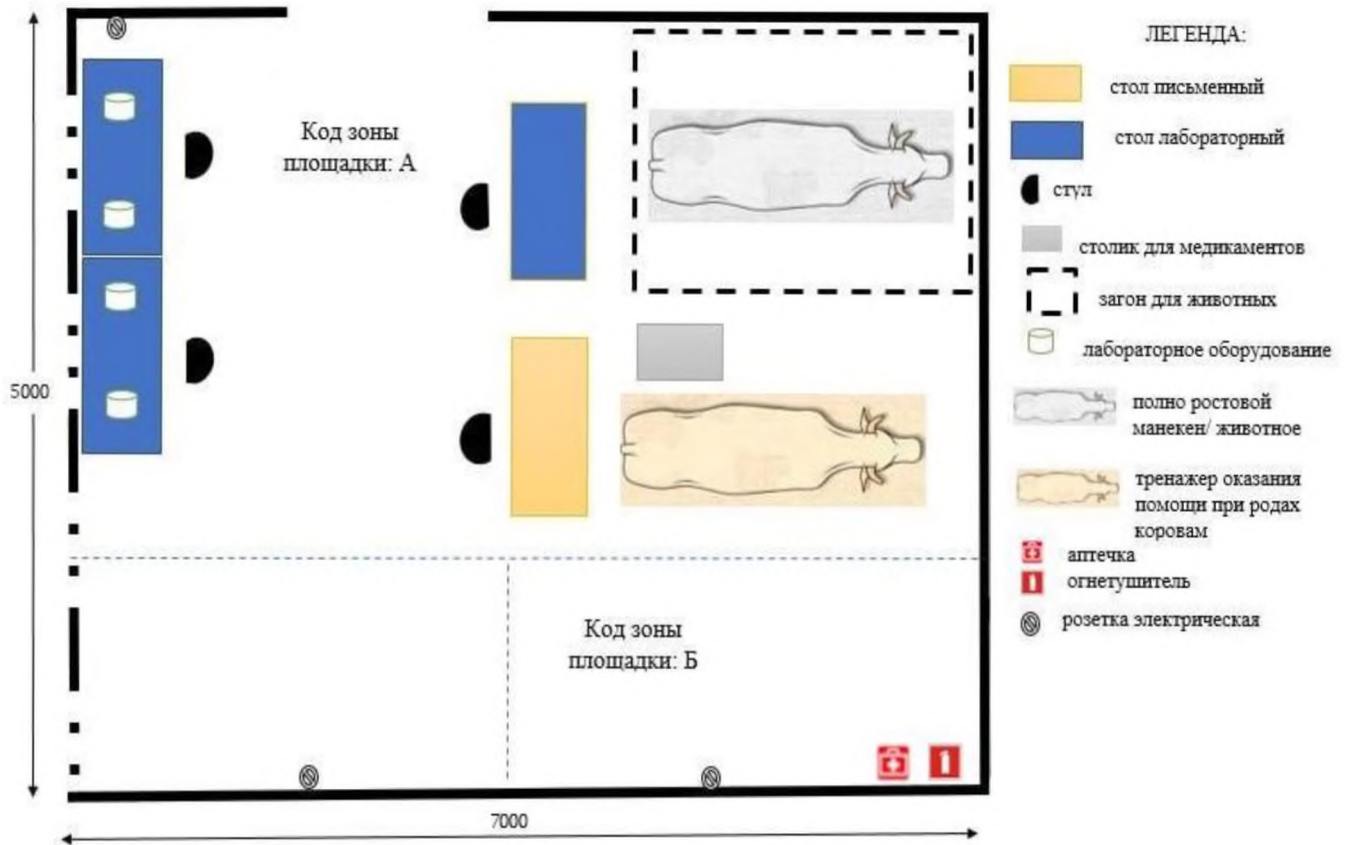 Код зоны
площадки: А
Код зоны
площадки: Б
5000
7000
ЛЕГЕНДА:
стол письменный
стол лабораторный
стул
столик для медикаментов
загон для животных
лабораторное оборудование
полно ростовой
манекен/ животное
тренажер оказания
помощи при родах
коровам
аптечка
огнетушитель
розетка электрическая